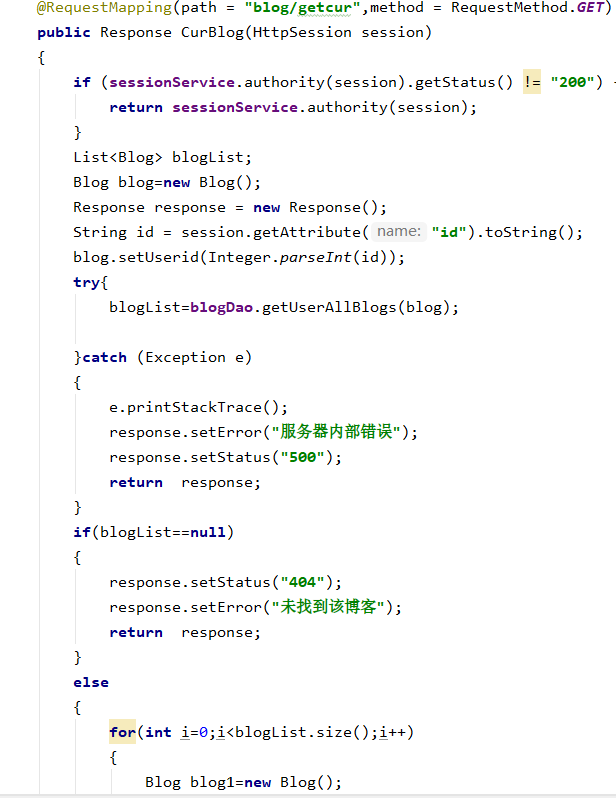 @RequestMapping(path = "blog/getcur",method = RequestMethod.GET)
public Response CurBlog(HttpSession session)
{
if (sessionService.authority(session).getStatus() != "200")
return sessionService.authority(session);
}
List<Blog> blogList;
Blog blog=new Blog();
Response response = new Response();
String id = session.getAttribute( name: "id").toString();
blog.setUserid(Integer.parseInt(id));
try{
blogList=blogDao.getUserAllBlogs(blog);
}catch (Exception e)
{
e.printStackTrace();
response.setError("服务器内部错误");
response.setStatus("500");
return  response;
}
if(blogList==null)
{
response.setStatus("404");
response.setError("未找到该博客");
return  response;
}
else
{
for(int i=0;i<blogList.size();i++)
{
Blog blog1=new Blog();